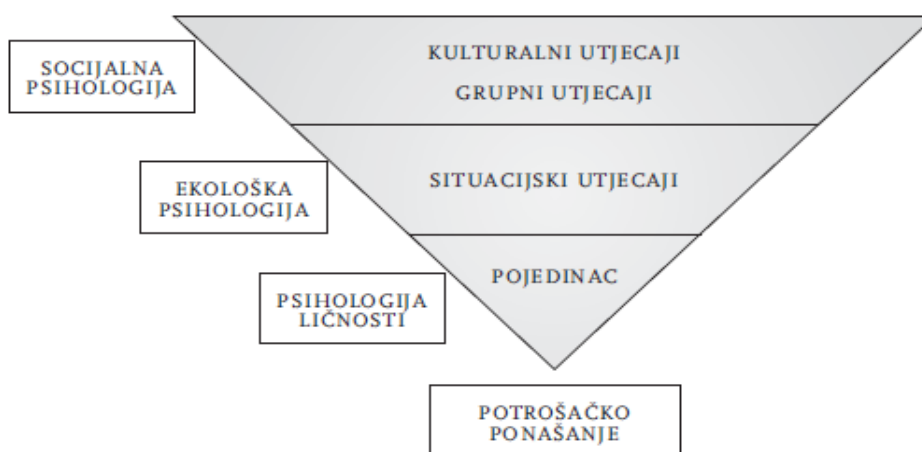 KULTURALNI UTJECAJI
GRUPNI UTJECAJI
SOCIJALNA
PSIHOLOGIJA
SITUACIJSKI UTJECAJI
EKOLOŠKA
PSIHOLOGIJA
POJEDINAC
PSIHOLOGIJA
LIČNOSTI
POTROŠAČKO
PONAŠANJE